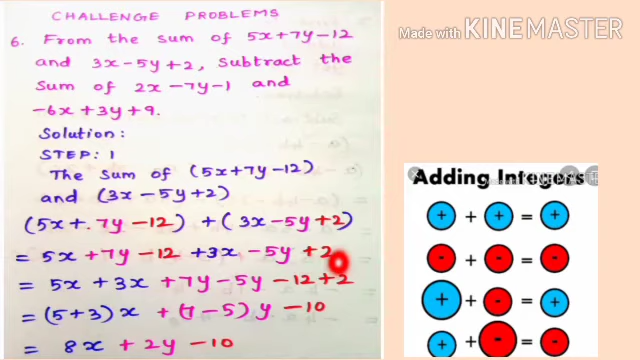 CHALLENGE PROBLEMS
6. From the sum of 5x+7y-12
and 3x-5y+2, subtract the
sum of 2x-7y-1 and
-6x+3y+9.
Solution:
STEP: 1
The sum of (5x+7y-12)
and (3x-5y+2)
(5x+.7y-12) +(3x-5y+2)
= 5x+7y-12 +3x-5y+2
= 5x+3x +7y-5y-12+2
=(5+3)x +(7-5)y-10
= 8x+2y-10
Made with KINEMASTER
Adding Integers
+ + + = +
- + - = -
+ + - = +
+ + - = -